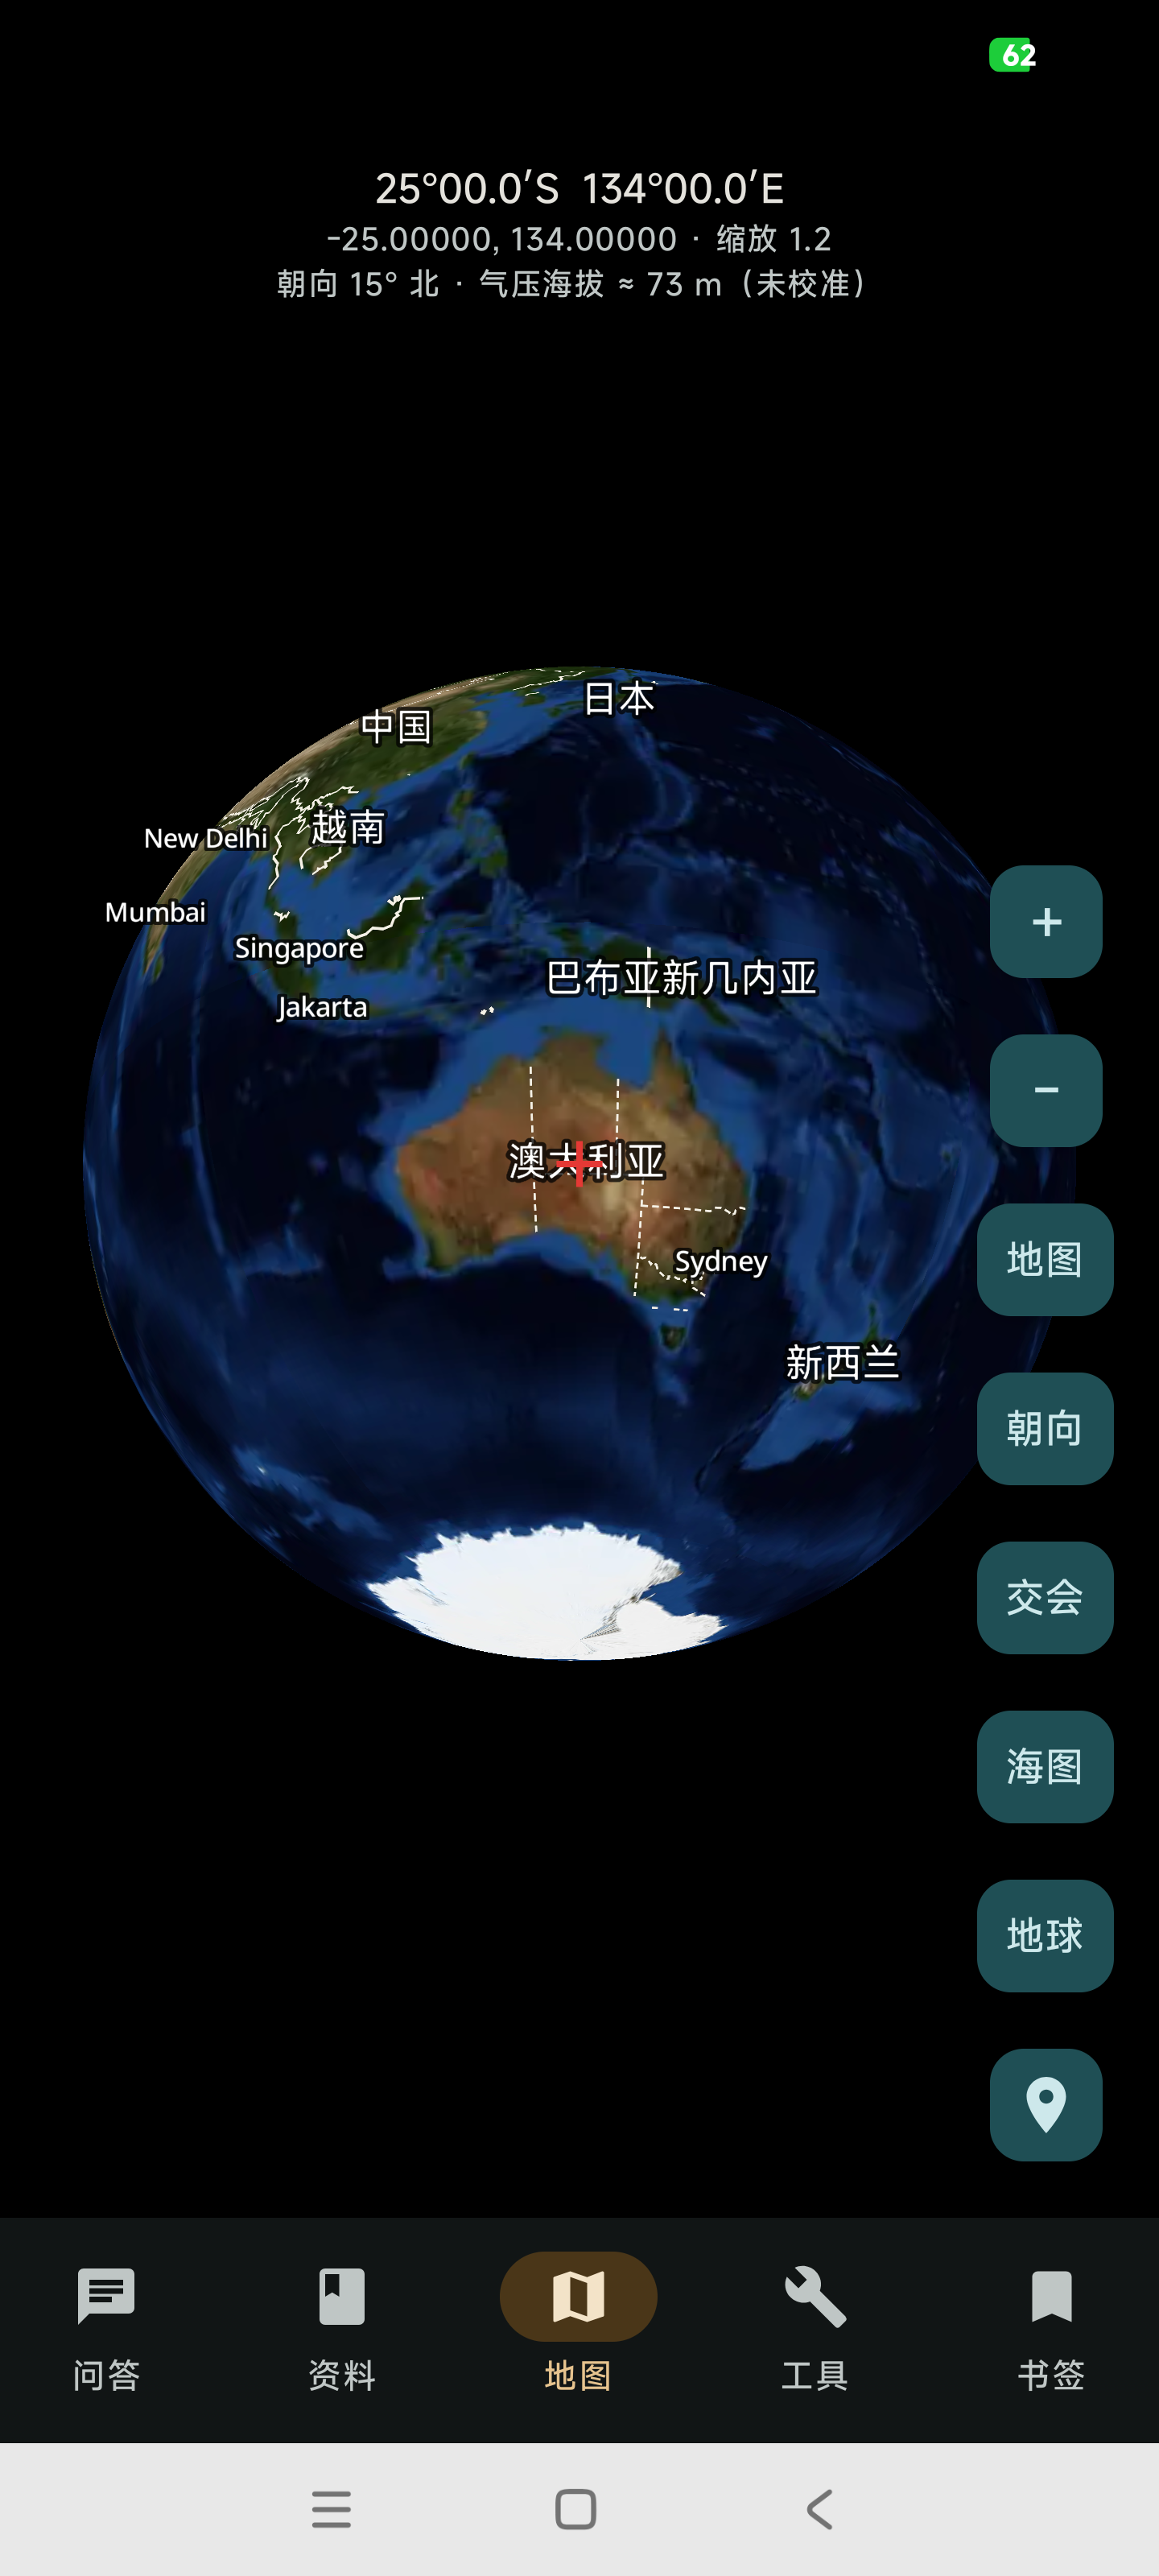 62
25°00.0′S 134°00.0′E
-25.00000, 134.00000 · 缩放 1.2
朝向 15° 北 · 气压海拔 ≈ 73 m（未校准）
日本
中国
越南
New Delhi
Mumbai
Singapore
巴布亚新几内亚
Jakarta
澳大利亚
Sydney
新西兰
+
−
地图
朝向
交会
海图
地球
问答
资料
地图
工具
书签